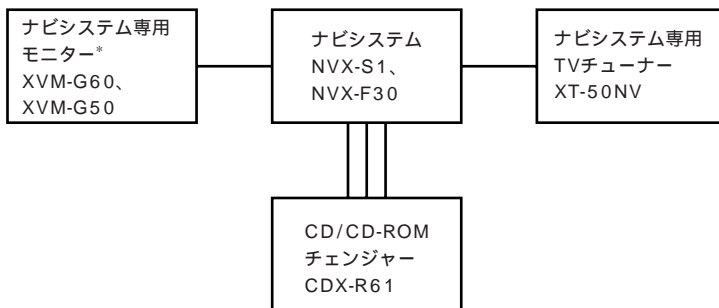 ナビシステム専用
モニター*
XVM-G60、
XVM-G50
ナビシステム
NVX-S1、
NVX-F30
ナビシステム専用
TVチューナー
XT-50NV
CD/CD-ROM
チェンジャー
CDX-R61